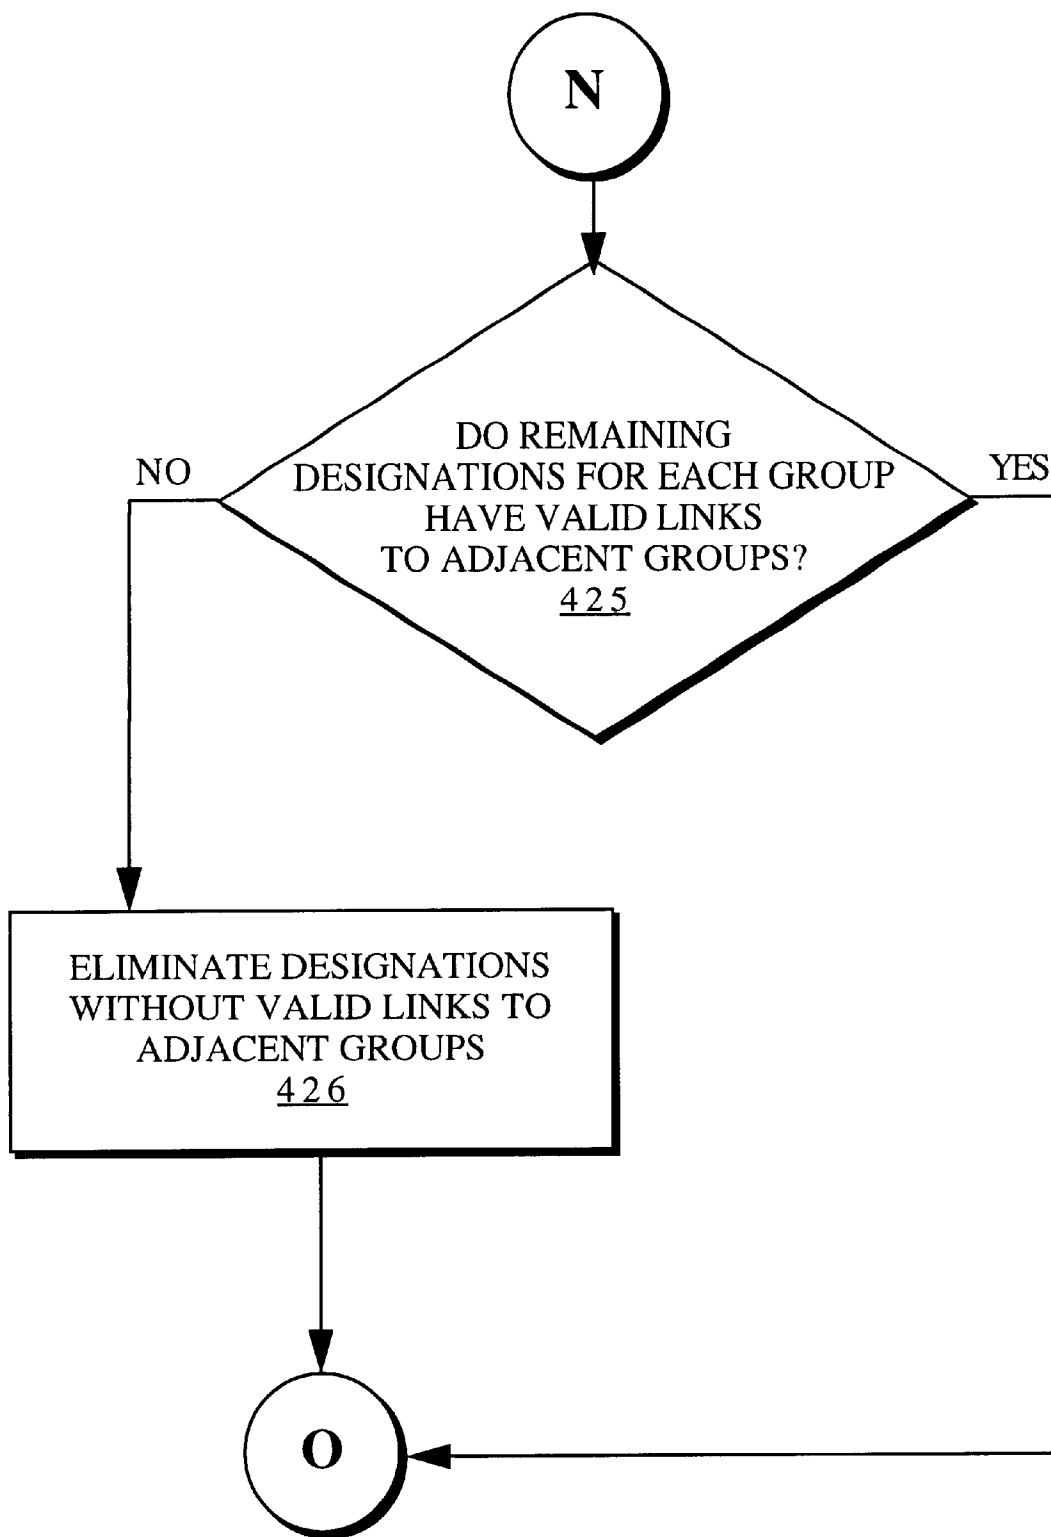 N
DO REMAINING
NO
DESIGNATIONS FOR EACH GROUP
YES
HAVE VALID LINKS
TO ADJACENT GROUPS?
425
ELIMINATE DESIGNATIONS
WITHOUT VALID LINKS TO
ADJACENT GROUPS
426
O